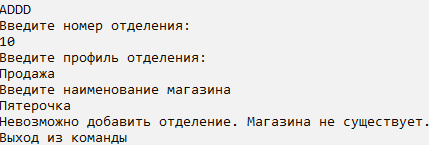 ADDD
Введите номер отделения:
10
Введите профиль отделения:
Продажа
Введите наименование магазина
Пятерочка
Невозможно добавить отделение. Магазина не существует.
Выход из команды